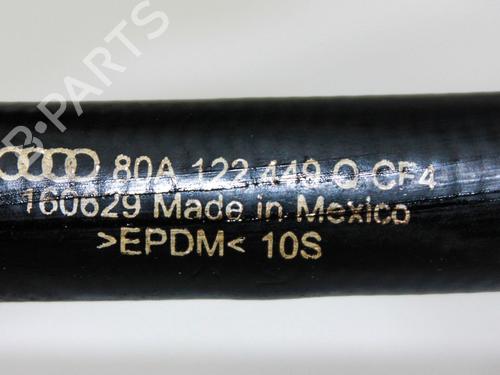 80A 122 449 Q CF4
160629 Made in Mexico
>EPDM< 10S
B-PARTS